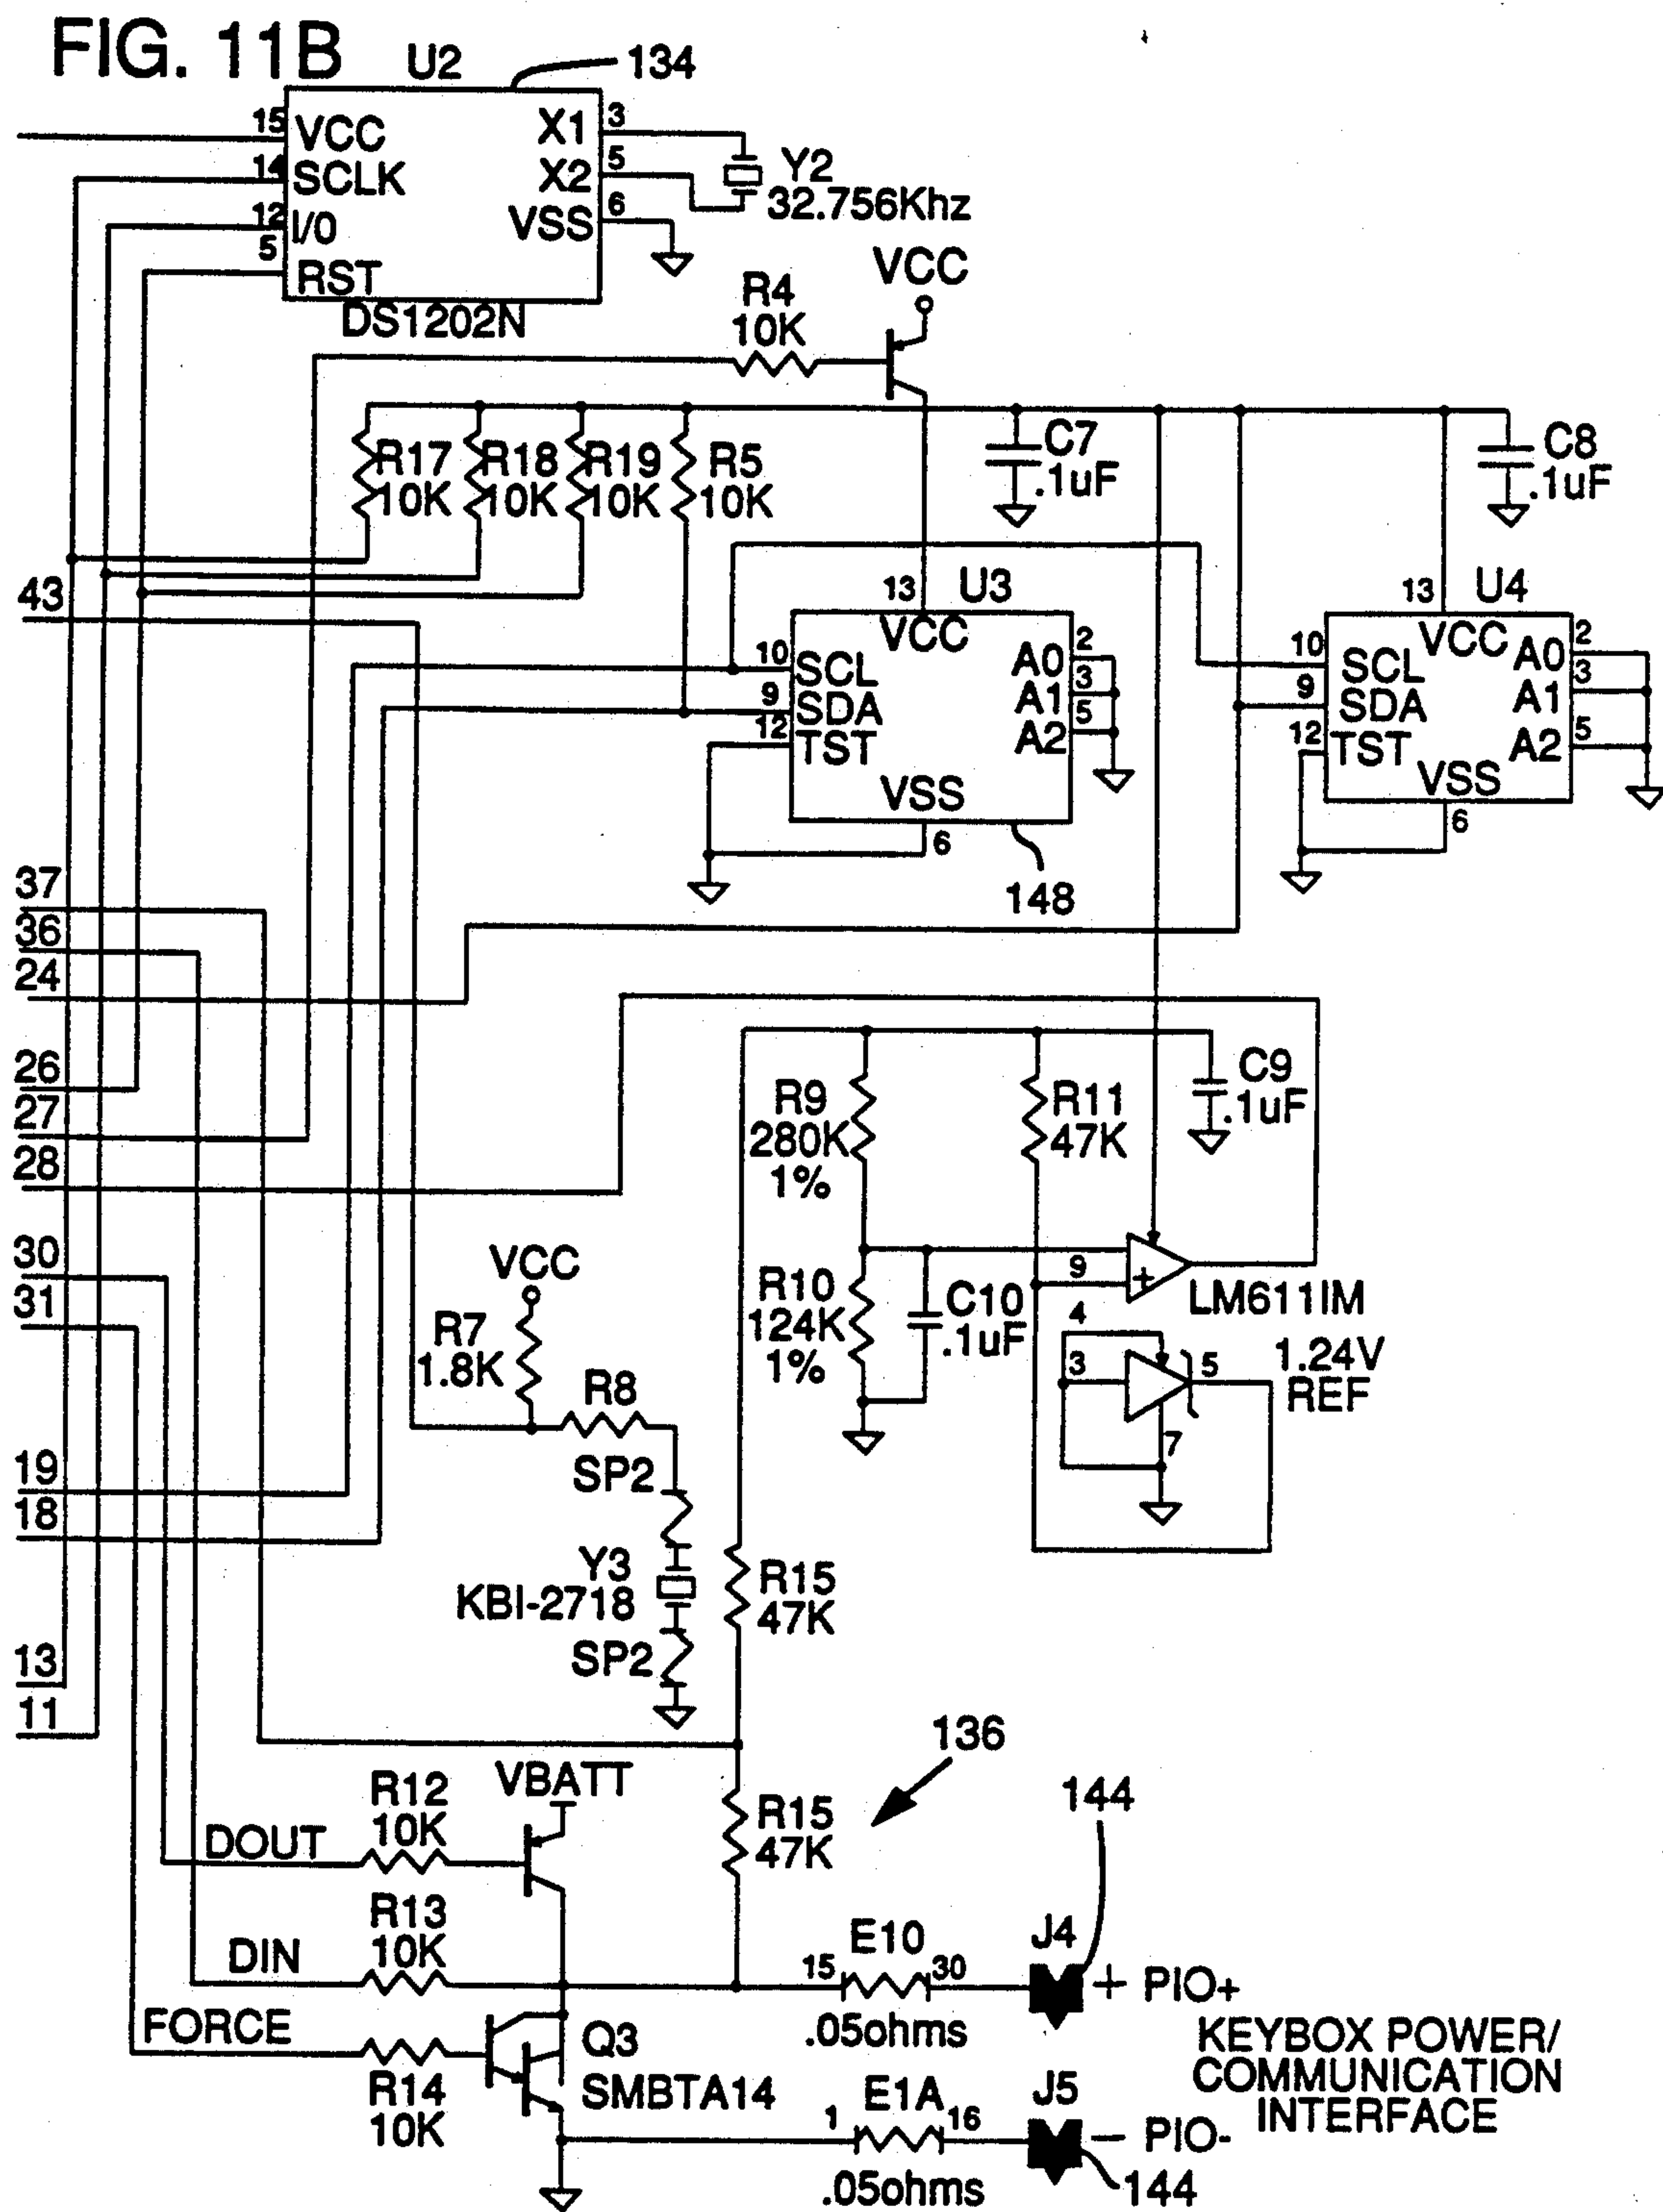 FIG. 11B
U2
134
15
VCC
X1
3
14
SCLK
X2
5
Y2
32.756Khz
12
I/0
VSS
6
5
RST
DS1202N
VCC
R4
10K
R17
10K
R18
10K
R19
10K
R5
10K
C7
.1uF
C8
.1uF
43
13
U3
VCC
10
SCL
A0
2
9
SDA
A1
3
12
TST
A2
5
VSS
6
148
13
U4
VCC
10
SCL
A0
2
9
SDA
A1
3
12
TST
A2
5
VSS
6
37
36
24
26
27
28
R9
280K
1%
R11
47K
C9
.1uF
30
31
VCC
R7
1.8K
R8
R10
124K
1%
C10
.1uF
9
+
4
LM611IM
3
5
7
1.24V
REF
19
18
SP2
Y3
KBI-2718
SP2
R15
47K
13
11
136
144
VBATT
R12
10K
DOUT
R15
47K
R13
10K
DIN
15
E10
30
.05ohms
J4
+ PIO+
FORCE
R14
10K
Q3
SMBTA14
KEYBOX POWER/
COMMUNICATION
INTERFACE
1
E1A
16
.05ohms
J5
− PIO-
144